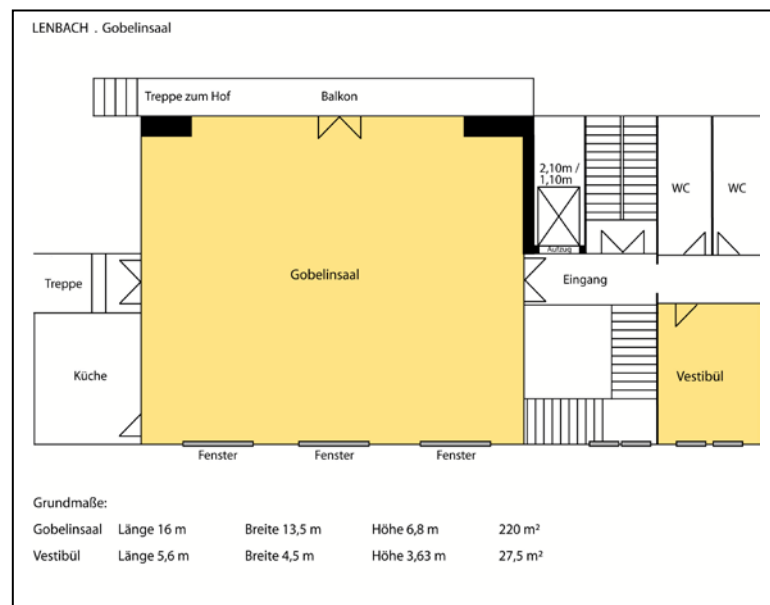 LENBACH . Gobelinsaal
Treppe zum Hof
Balkon
2,10m /
1,10m
WC
WC
Aufzug
Treppe
Gobelinsaal
Eingang
Küche
Vestibül
Fenster
Fenster
Fenster
Grundmaße:
Gobelinsaal Länge 16 m Breite 13,5 m Höhe 6,8 m 220 m²
Vestibül Länge 5,6 m Breite 4,5 m Höhe 3,63 m 27,5 m²